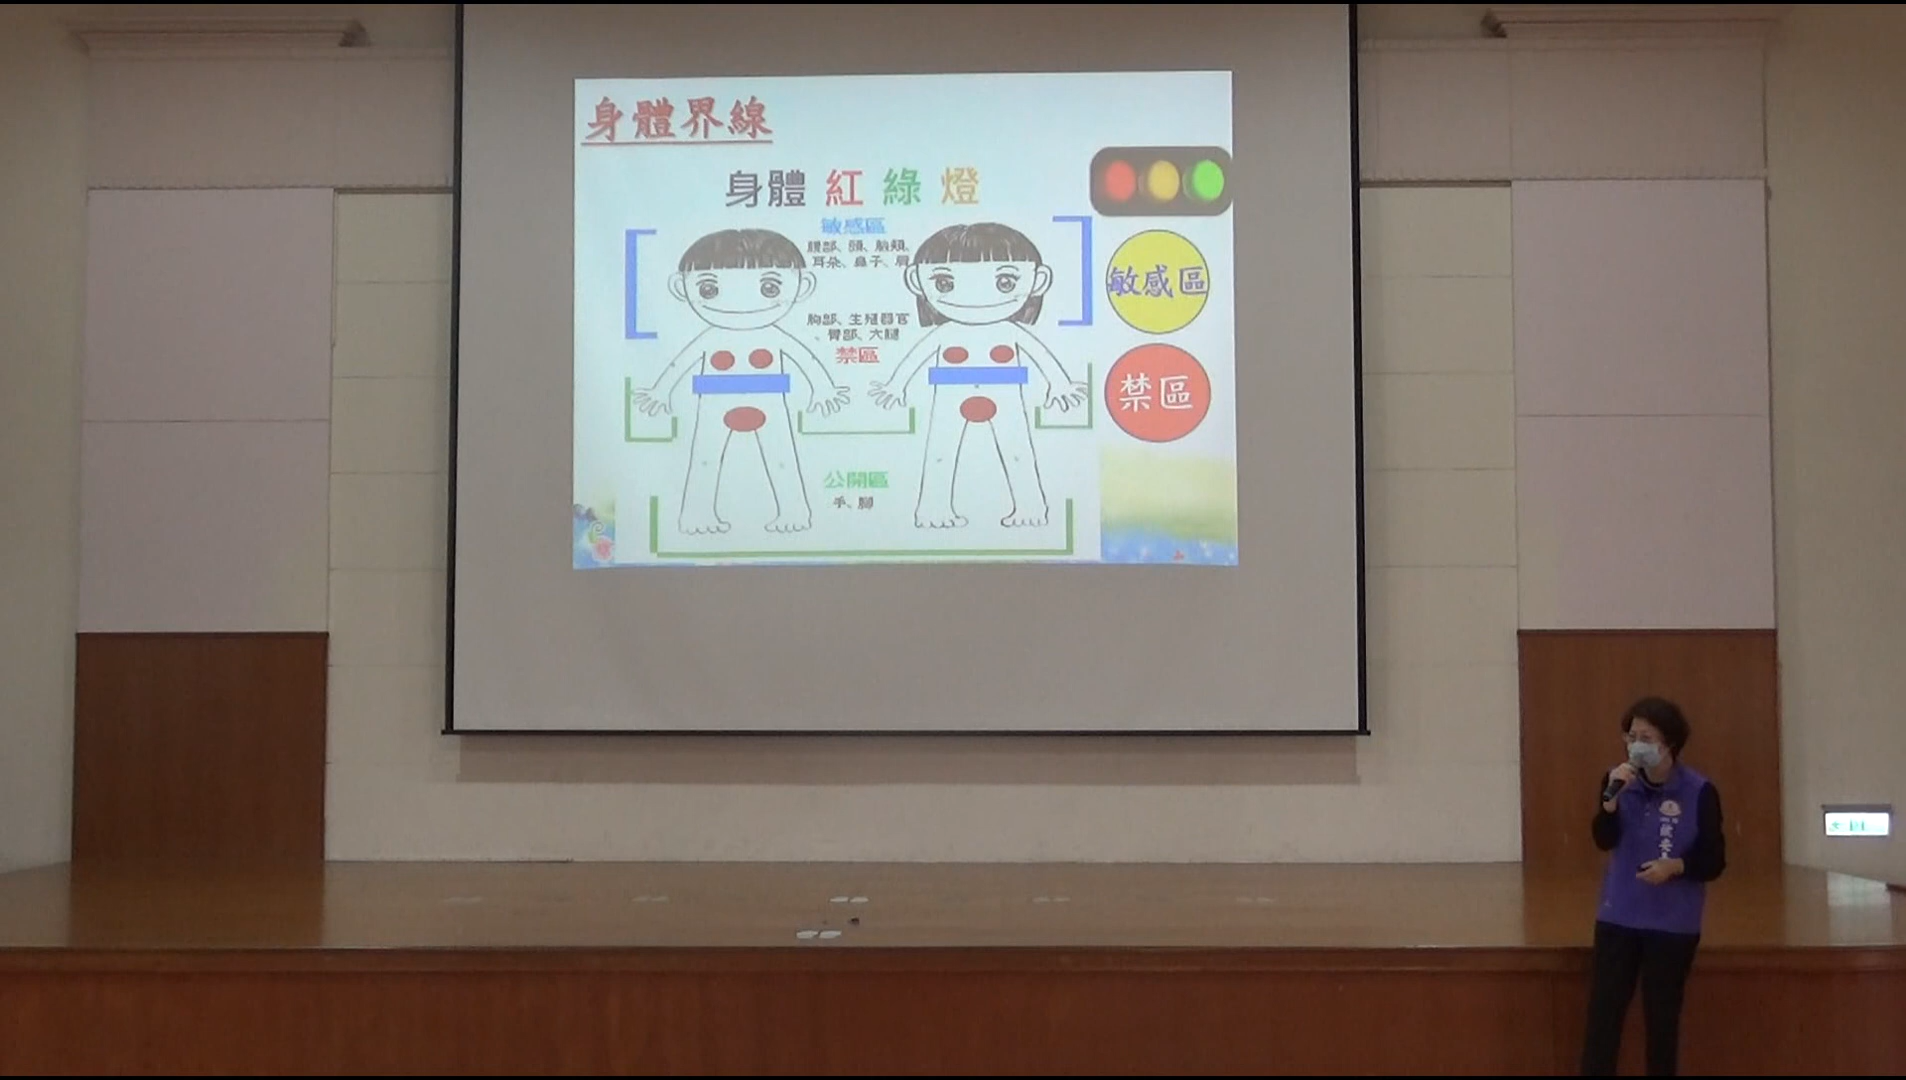 身體界線
身體 紅 綠 燈
敏感區
腰部、頭、臉頰、
耳朵、鼻子、肩
敏感區
胸部、生殖器官
、臀部、大腿
禁區
禁區
公開區
手、腳